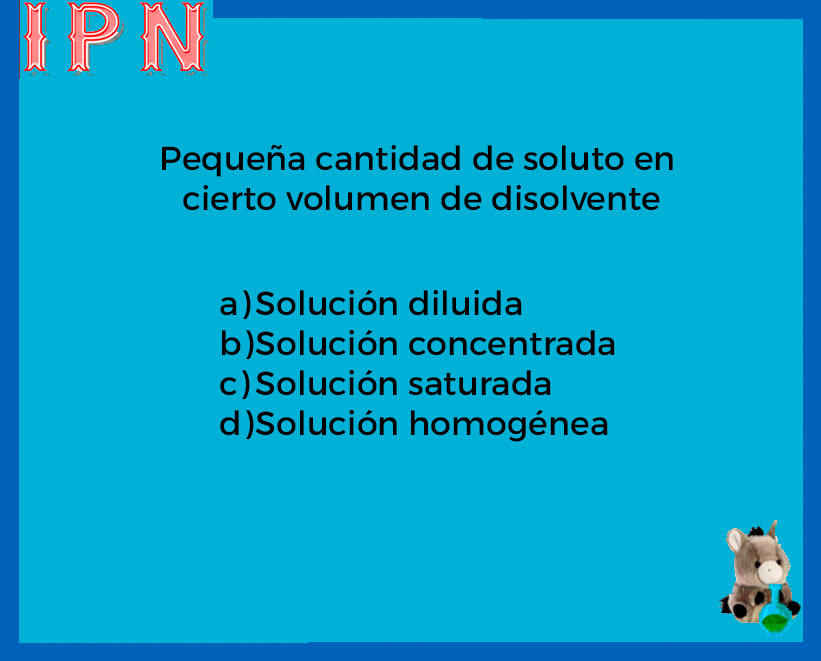 IPN
Pequeña cantidad de soluto en
cierto volumen de disolvente
a)Solución diluida
b)Solución concentrada
c)Solución saturada
d)Solución homogénea